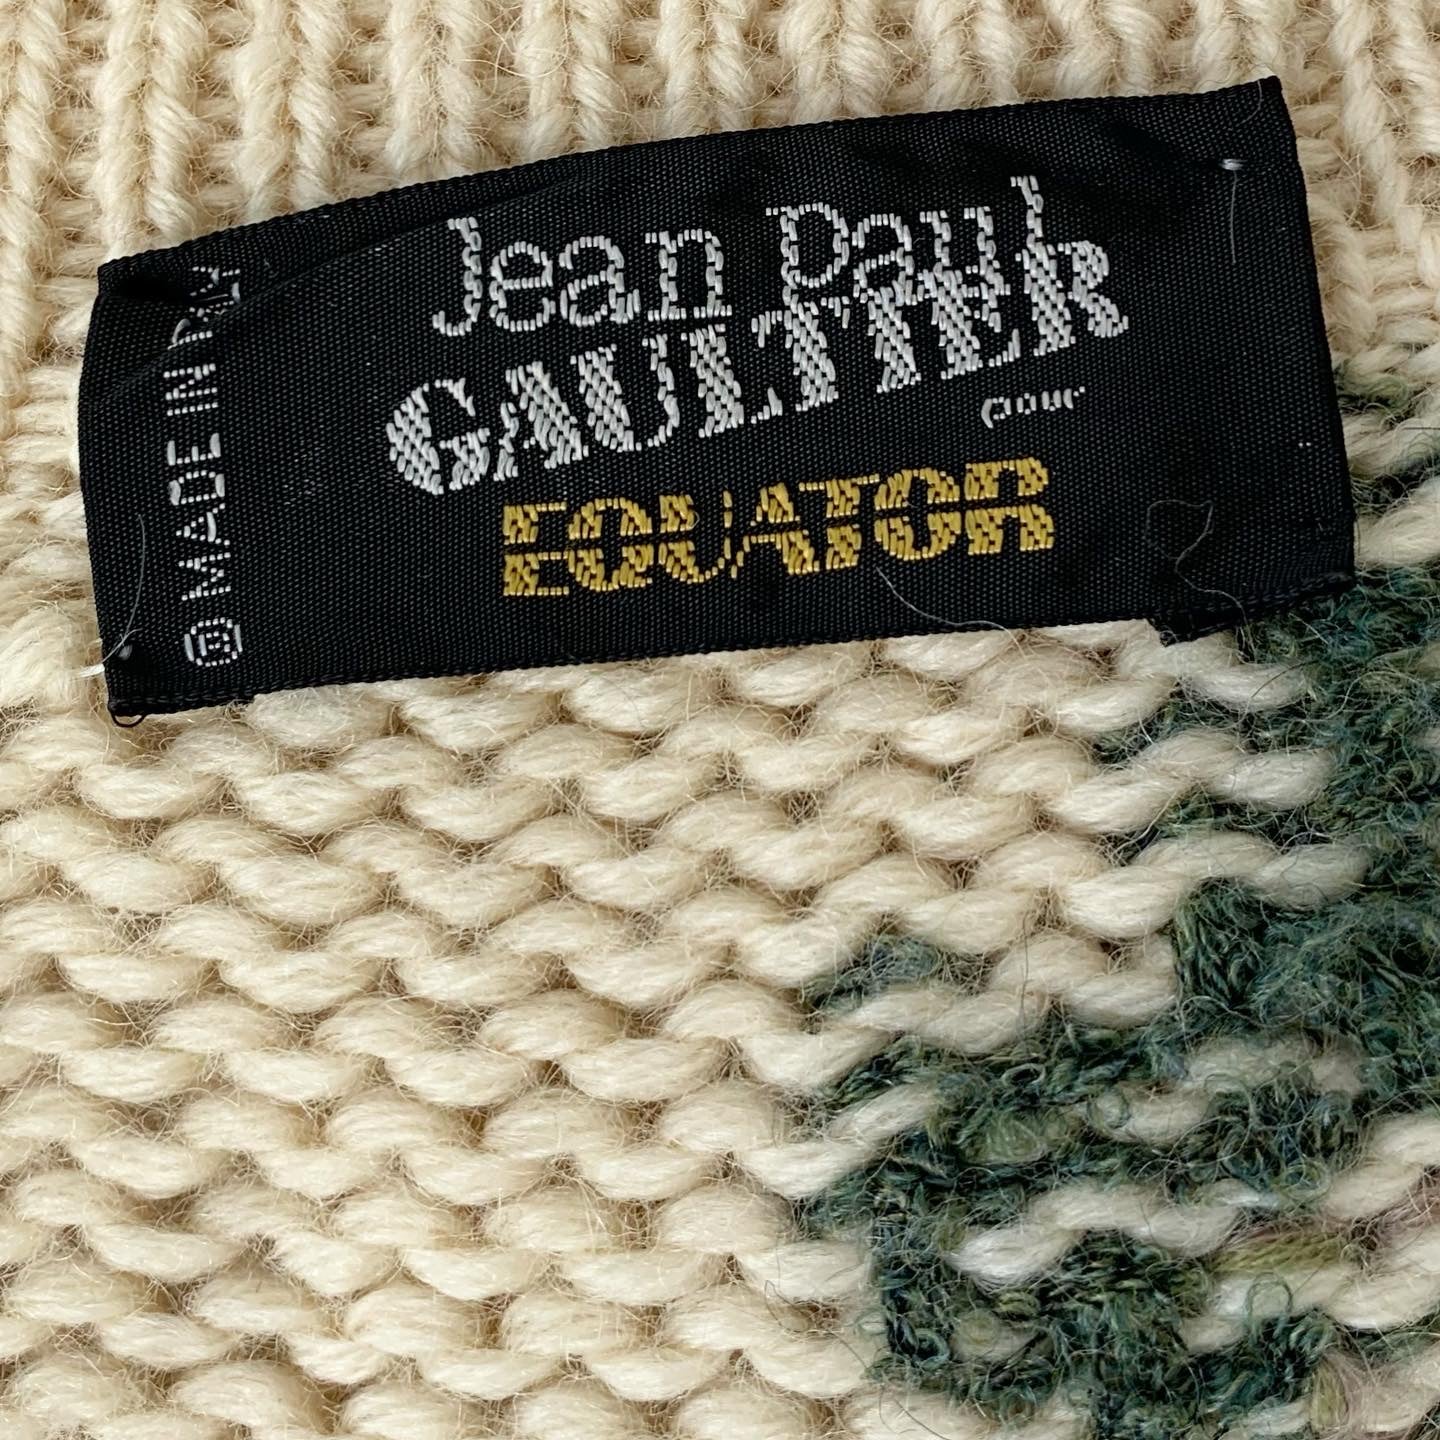 Jean Paul
GAULTIER
pour
EQUATOR
MADE IN